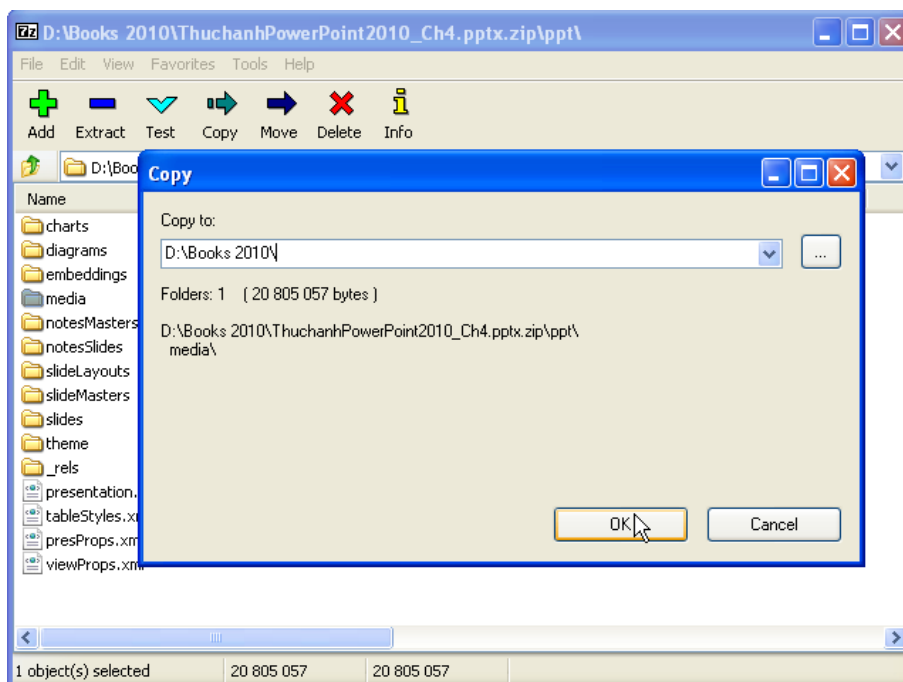 7z D:\Books 2010\ThuchanhPowerPoint2010_Ch4.pptx.zip\ppt\
File Edit View Favorites Tools Help
Add Extract Test Copy Move Delete Info
D:\Boo
Copy
Name
Copy to:
charts
D:\Books 2010\
...
diagrams
embeddings
Folders: 1 ( 20 805 057 bytes )
media
notesMasters
D:\Books 2010\ThuchanhPowerPoint2010_Ch4.pptx.zip\ppt\
media\
notesSlides
slideLayouts
slideMasters
slides
theme
_rels
presentation.
tableStyles.x
presProps.xm
viewProps.xm
OK
Cancel
1 object(s) selected 20 805 057 20 805 057